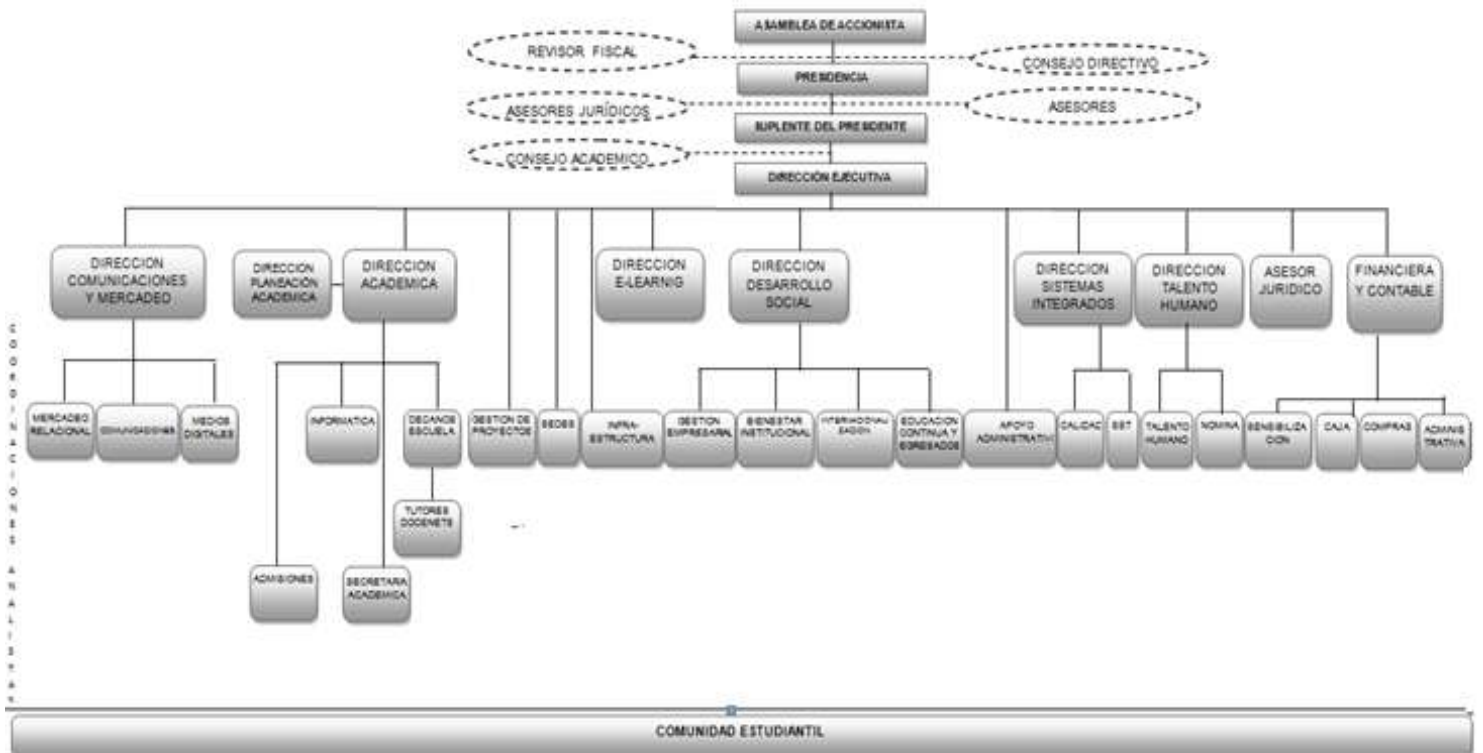 ASAMBLEA DE ACCIONISTA
REVISOR FISCAL
CONSEJO DIRECTIVO
PRESIDENCIA
ASESORES JURÍDICOS
ASESORES
SUPLENTE DEL PRESIDENTE
CONSEJO ACADEMICO
DIRECCIÓN EJECUTIVA
DIRECCION
COMUNICACIONES
Y MERCADEO
DIRECCION
PLANEACIÓN
ACADEMICA
DIRECCION
ACADEMICA
DIRECCION
E-LEARNIG
DIRECCION
DESARROLLO
SOCIAL
DIRECCION
SISTEMAS
INTEGRADOS
DIRECCION
TALENTO
HUMANO
ASESOR
JURIDICO
FINANCIERA
Y CONTABLE
MERCADEO
RELACIONAL
COMUNICACIONES
MEDIOS
DIGITALES
INFORMATICA
DECANOS
ESCUELA
GESTION DE
PROYECTOS
SEDES
INFRA-
ESTRUCTURA
GESTION
EMPRESARIAL
BIENESTAR
INSTITUCIONAL
EDUCACION
CONTINUA Y
EGRESADOS
APOYO
ADMINISTRATIVO
CALIDAD
SST
TALENTO
HUMANO
NOMINA
SENSIBILIZA
CION
CAJA
COMPRAS
ADMINIS
TRATIVA
TUTORES
DOCENETS
ADMISIONES
SECRETARIA
ACADEMICA
COMUNIDAD ESTUDIANTIL